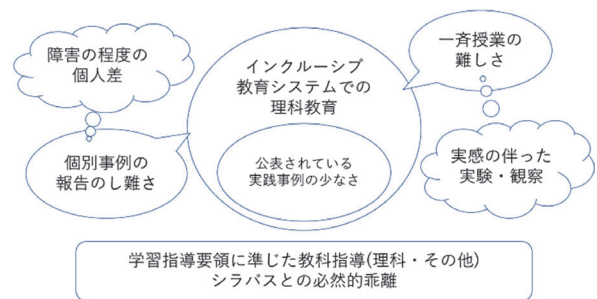 障害の程度の
個人差
個別事例の
報告のし難さ
インクルーシブ
教育システムでの
理科教育
公表されている
実践事例の少なさ
一斉授業の
難しさ
実感の伴った
実験・観察
学習指導要領に準じた教科指導(理科・その他)
シラバスとの必然的乖離